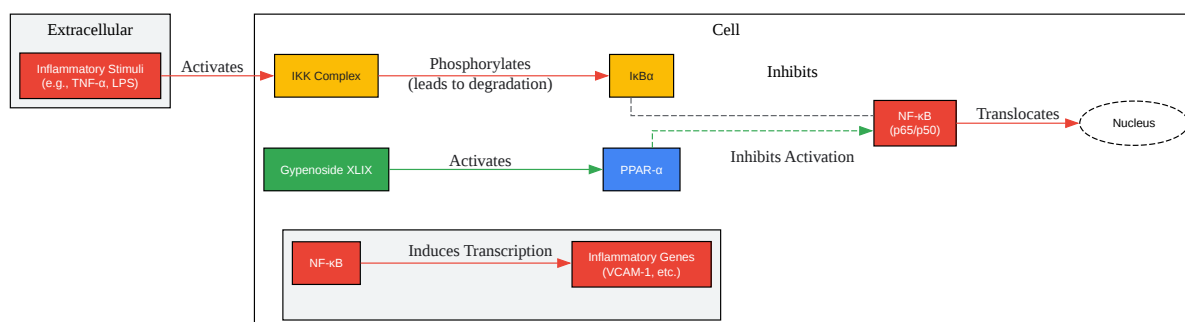 Extracellular
Cell
Inflammatory Stimuli
(e.g., TNF-α, LPS)
Activates
IKK Complex
Phosphorylates
(leads to degradation)
IκBα
Inhibits
NF-κB
(p65/p50)
Translocates
Nucleus
Gypenoside XLIX
Activates
PPAR-α
Inhibits Activation
NF-κB
Induces Transcription
Inflammatory Genes
(VCAM-1, etc.)